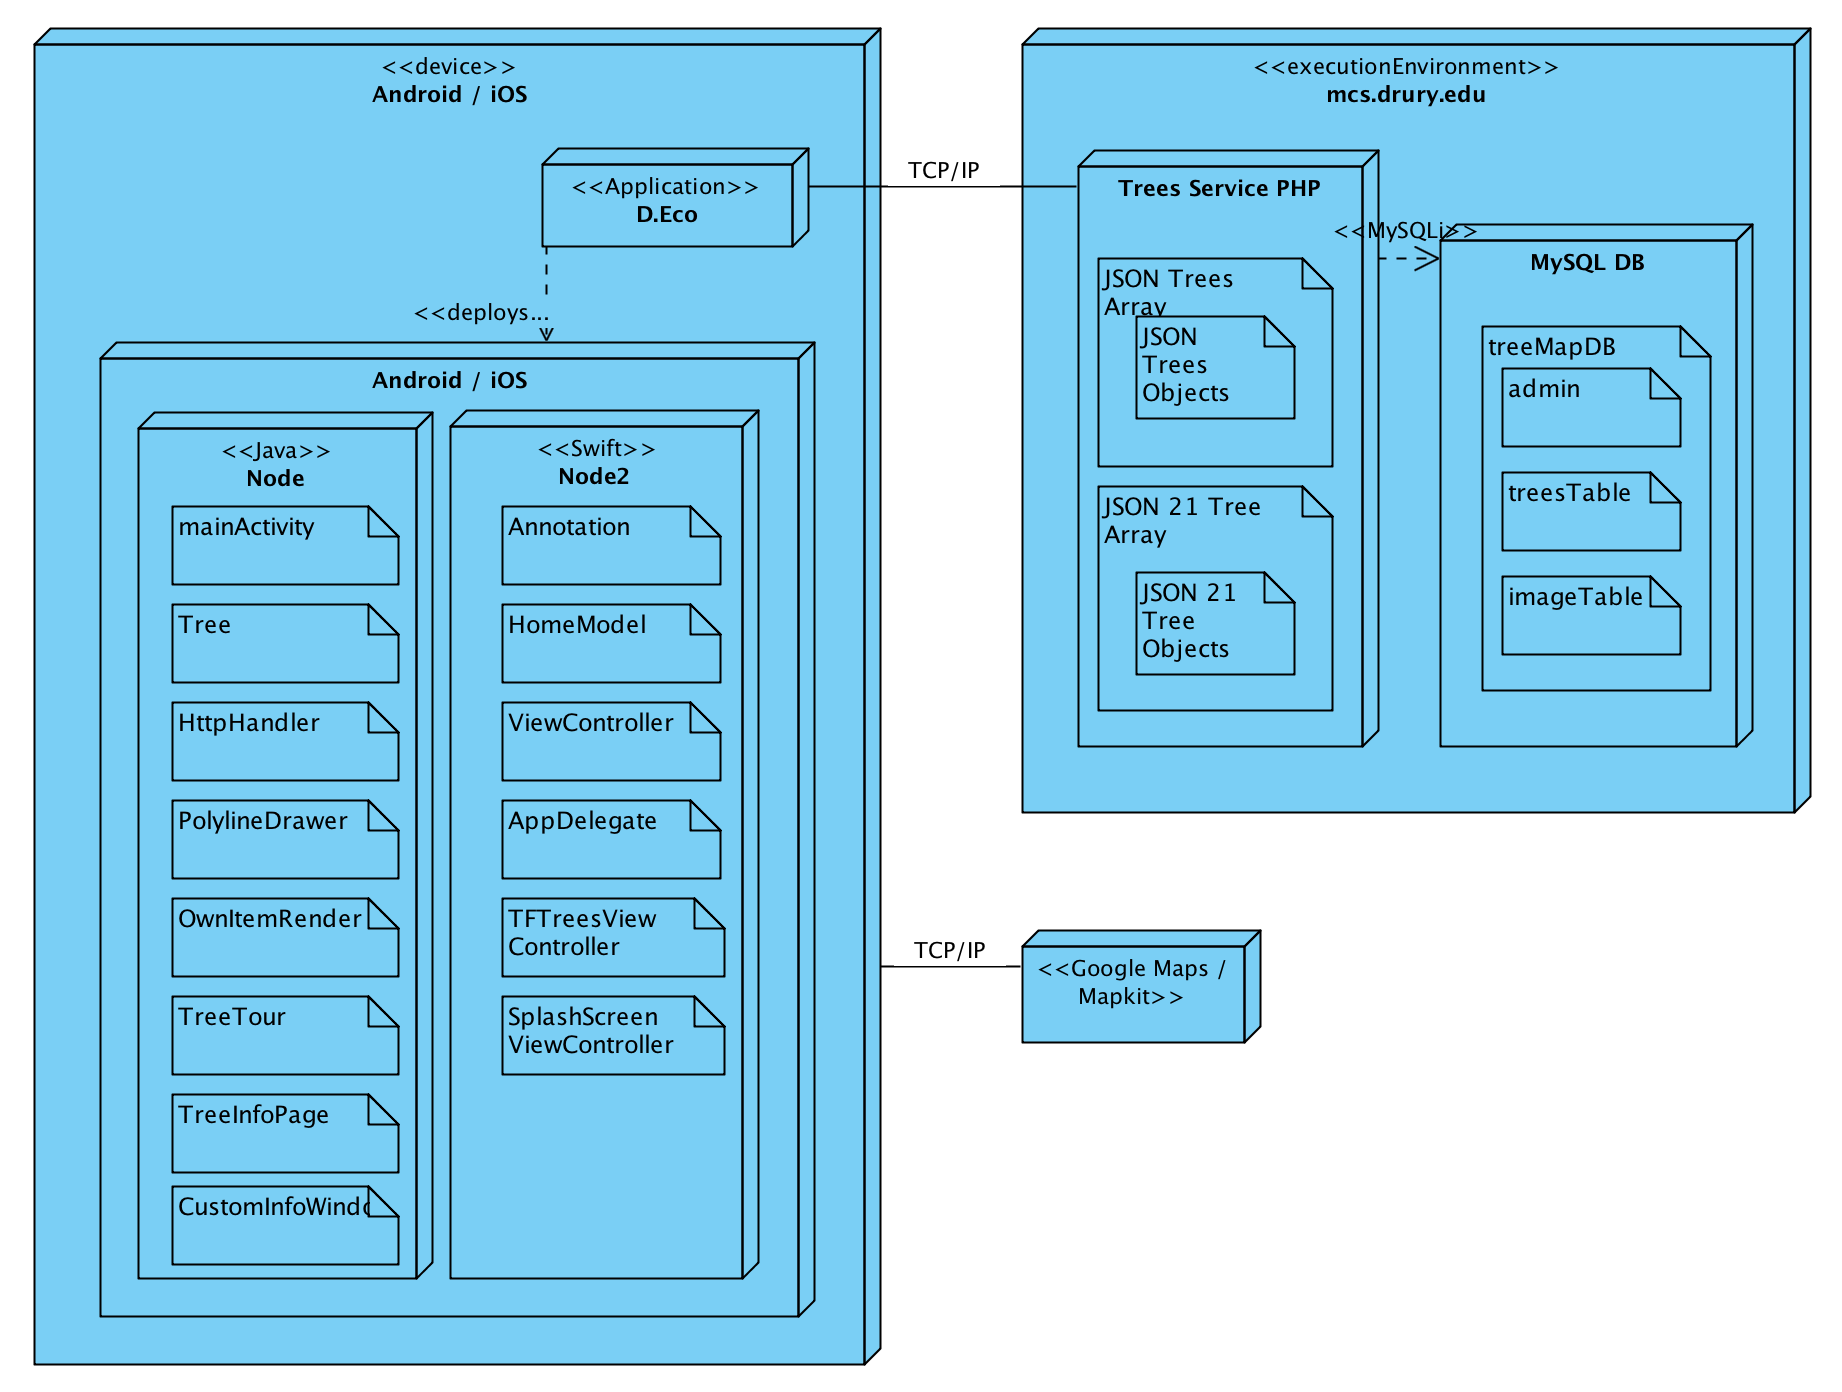 <<device>>
Android / iOS
<<Application>>
D.Eco
<<deploys...
Android / iOS
<<Java>>
Node
mainActivity
Tree
HttpHandler
PolylineDrawer
OwnItemRender
TreeTour
TreeInfoPage
CustomInfoWindo
<<Swift>>
Node2
Annotation
HomeModel
ViewController
AppDelegate
TFTreesView
Controller
SplashScreen
ViewController
TCP/IP
<<executionEnvironment>>
mcs.drury.edu
Trees Service PHP
JSON Trees
Array
JSON
Trees
Objects
JSON 21 Tree
Array
JSON 21
Tree
Objects
<<MySQLi>>
MySQL DB
treeMapDB
admin
treesTable
imageTable
TCP/IP
<<Google Maps /
Mapkit>>